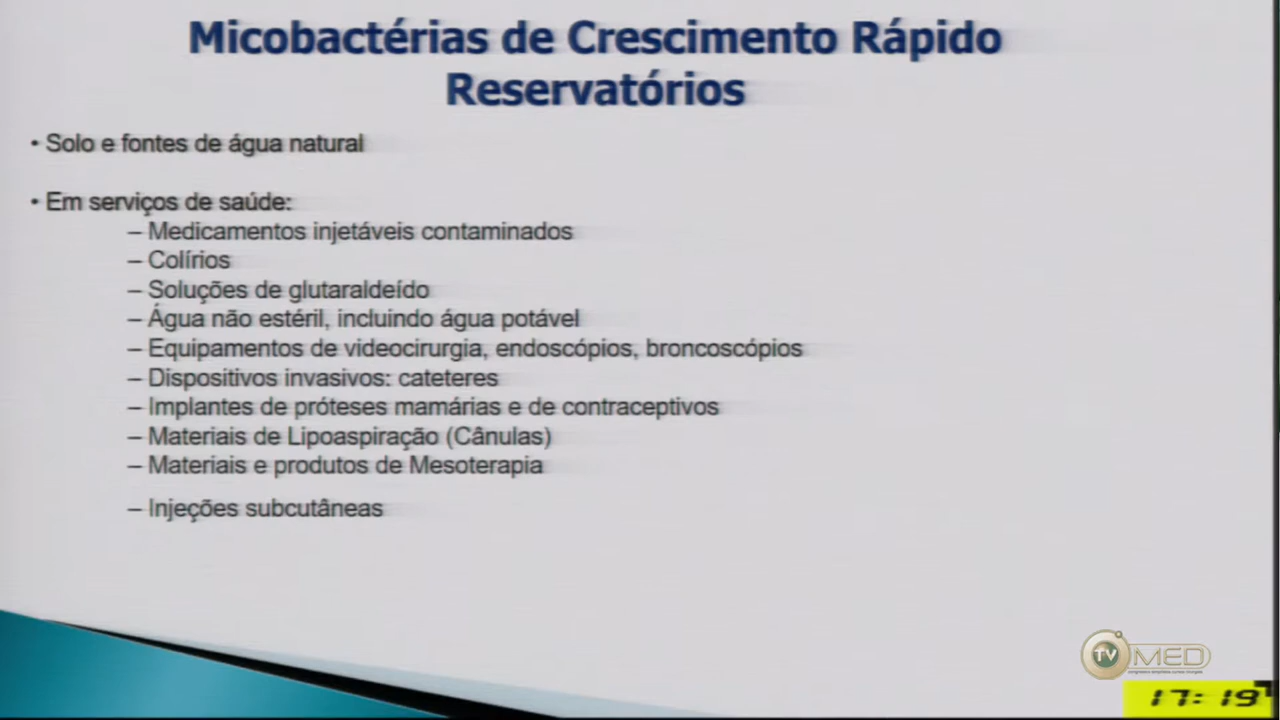 Micobactérias de Crescimento Rápido
Reservatórios
• Solo e fontes de água natural
• Em serviços de saúde:
– Medicamentos injetáveis contaminados
– Colírios
– Soluções de glutaraldeído
– Água não estéril, incluindo água potável
– Equipamentos de videocirurgia, endoscópios, broncoscópios
– Dispositivos invasivos: cateteres
– Implantes de próteses mamárias e de contraceptivos
– Materiais de Lipoaspiração (Cânulas)
– Materiais e produtos de Mesoterapia
– Injeções subcutâneas
TV MED
17:19